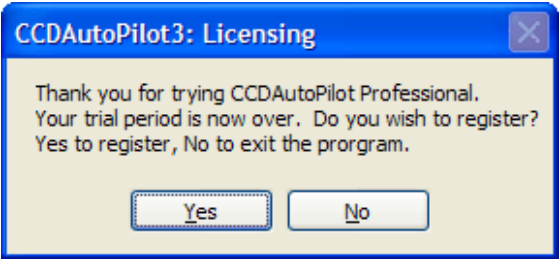 CCDAutoPilot3: Licensing
Thank you for trying CCDAutoPilot Professional.
Your trial period is now over. Do you wish to register?
Yes to register, No to exit the prorgram.
Yes No